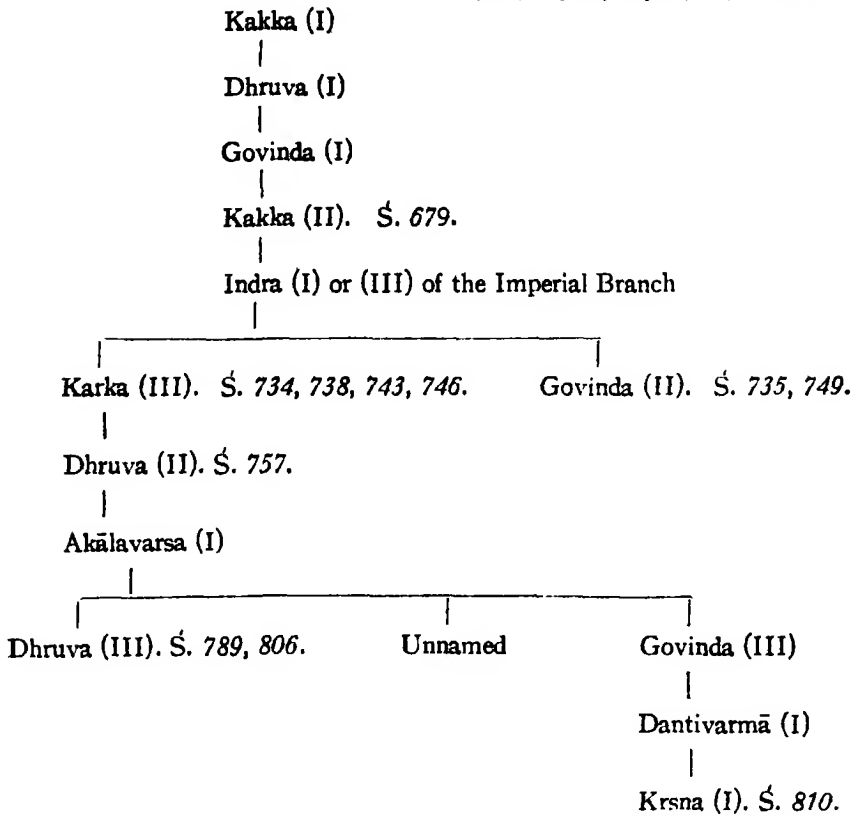 Kakka (I)
Dhruva (I)
Govinda (I)
Kakka (II). Ś. 679.
Indra (I) or (III) of the Imperial Branch
Karka (III). Ś. 734, 738, 743, 746. Govinda (II). Ś. 735, 749.
Dhruva (II). Ś. 757.
Akālavarsa (I)
Dhruva (III). Ś. 789, 806. Unnamed Govinda (III)
Dantivarmā (I)
Krsna (I). Ś. 810.